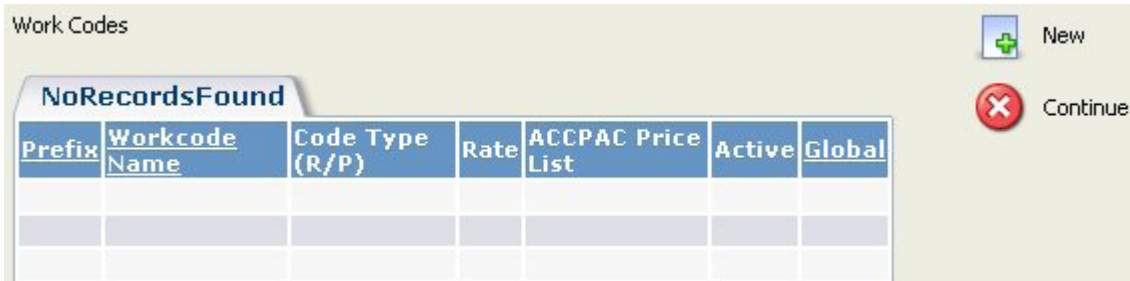 Work Codes
New
NoRecordsFound
Continue
Prefix Workcode Name Code Type (R/P) Rate ACCPAC Price List Active Global